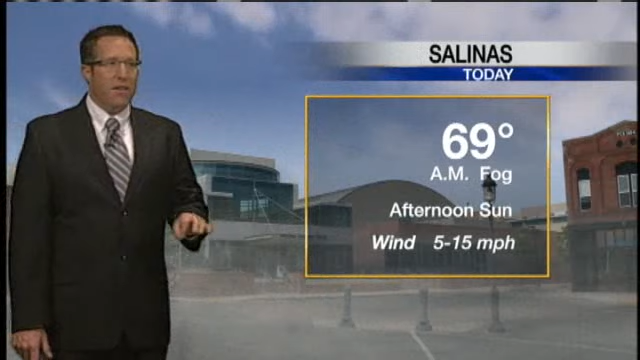 SALINAS
TODAY
69°
A.M. Fog
Afternoon Sun
Wind 5-15 mph